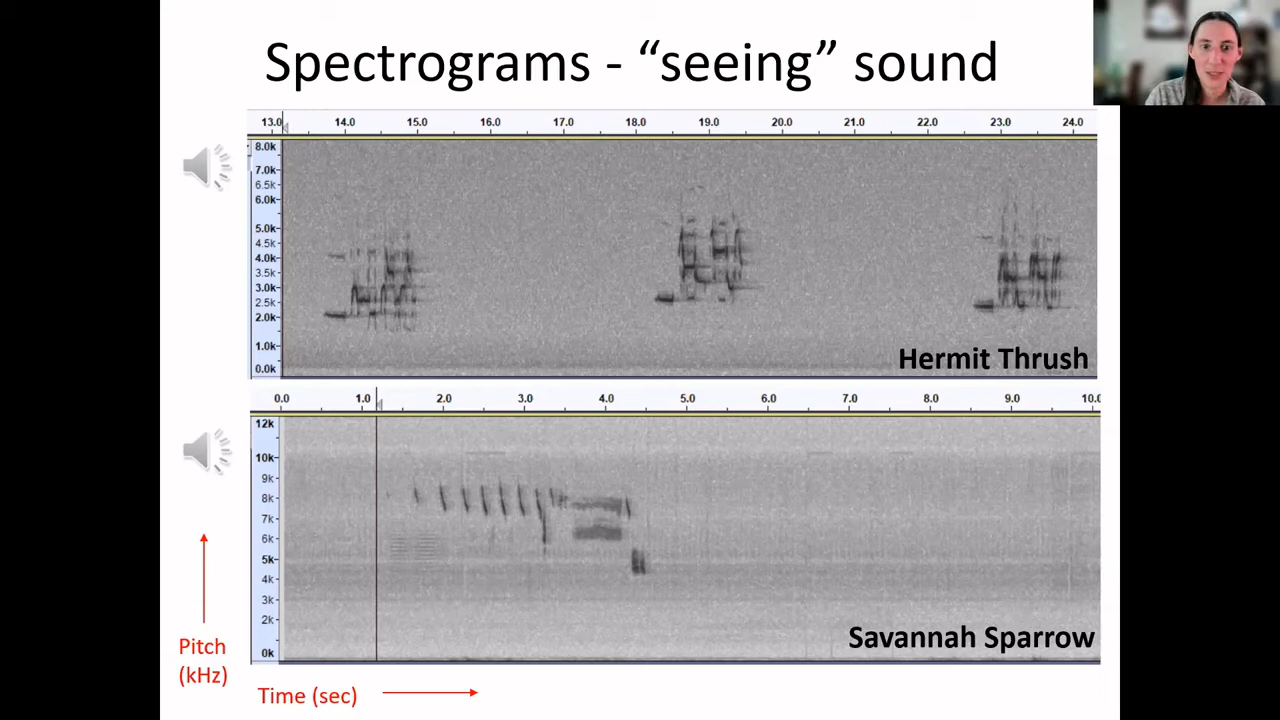 Spectrograms - “seeing” sound
13.0 14.0 15.0 16.0 17.0 18.0 19.0 20.0 21.0 22.0 23.0 24.0
8.0k
7.0k
6.5k
6.0k
5.0k
4.5k
4.0k
3.5k
3.0k
2.5k
2.0k
1.0k
0.0k
Hermit Thrush
0.0 1.0 2.0 3.0 4.0 5.0 6.0 7.0 8.0 9.0 10.0
12k
10k
9k
8k
7k
6k
5k
4k
3k
2k
0k
Savannah Sparrow
Pitch
(kHz)
Time (sec)